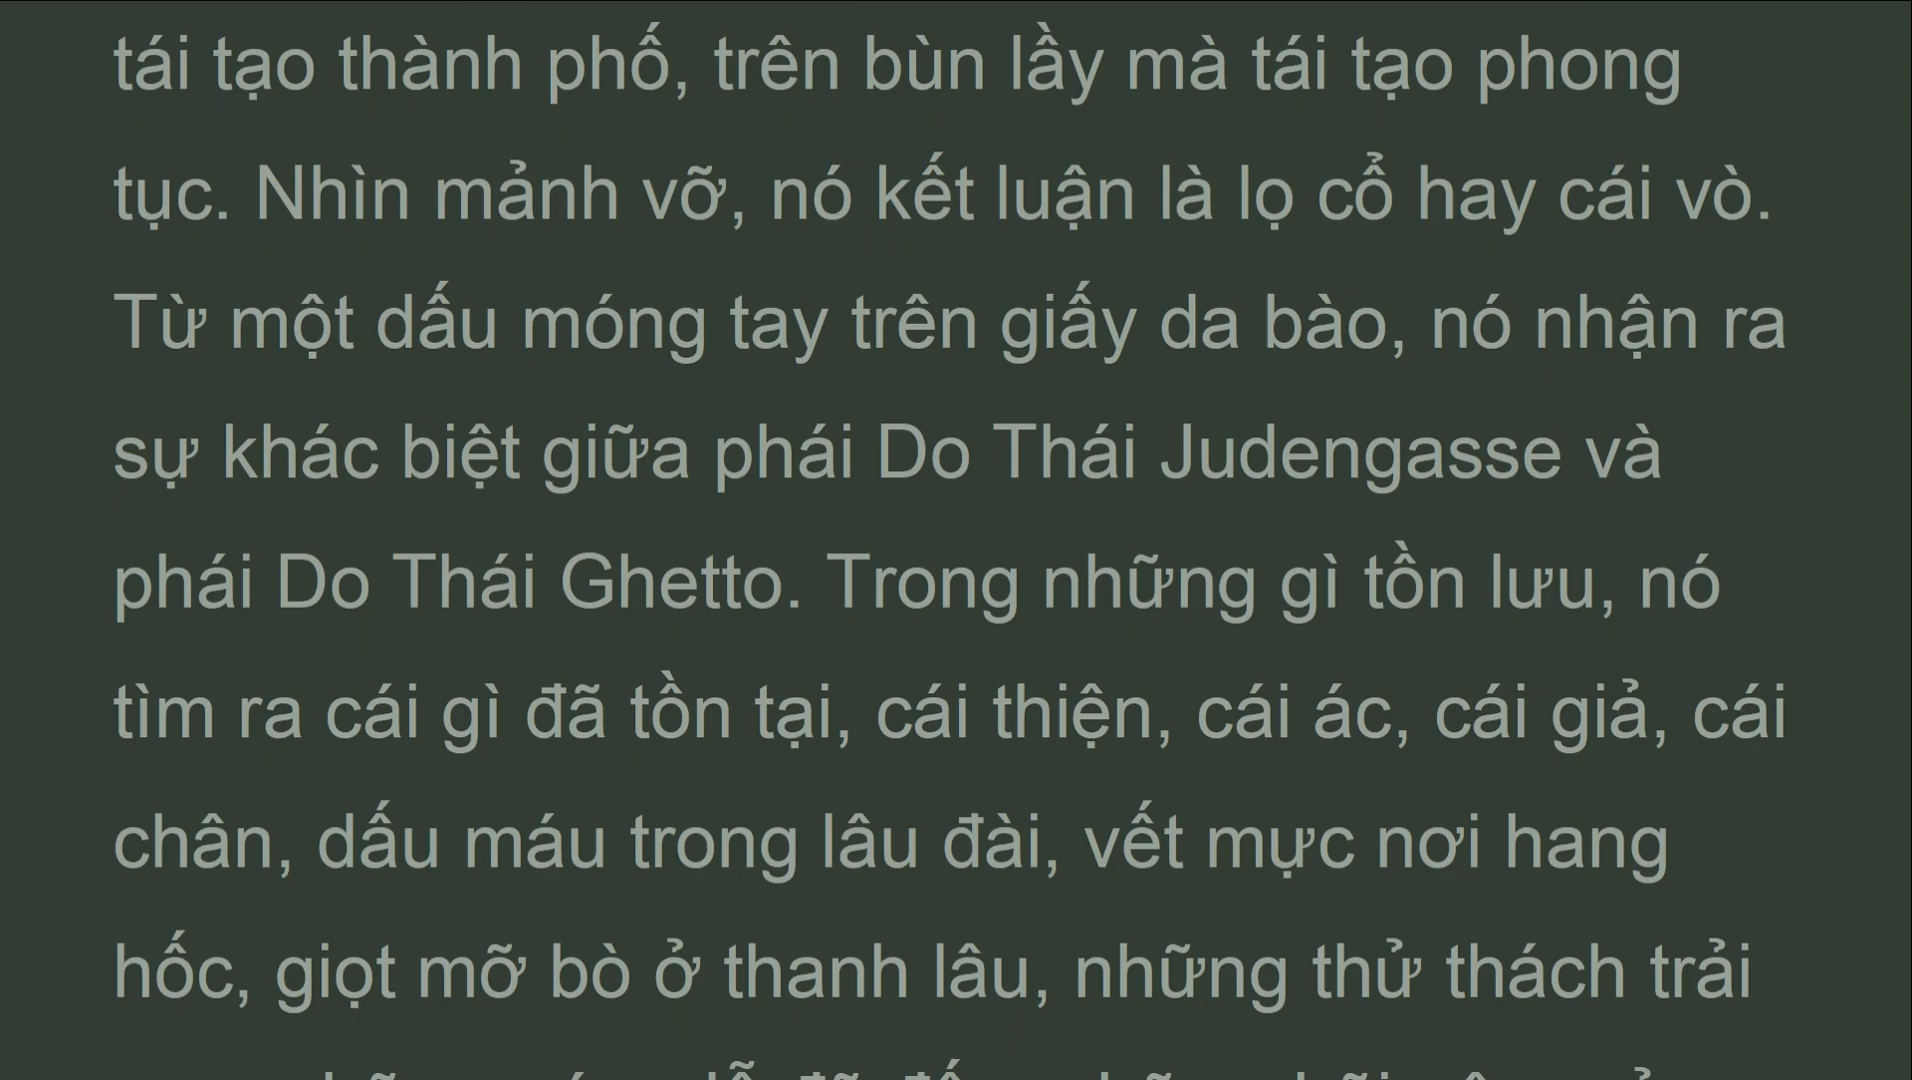 tái tạo thành phố, trên bùn lầy mà tái tạo phong
tục. Nhìn mảnh vỡ, nó kết luận là lọ cổ hay cái vò.
Từ một dấu móng tay trên giấy da bào, nó nhận ra
sự khác biệt giữa phái Do Thái Judengasse và
phái Do Thái Ghetto. Trong những gì tồn lưu, nó
tìm ra cái gì đã tồn tại, cái thiện, cái ác, cái giả, cái
chân, dấu máu trong lâu đài, vết mực nơi hang
hốc, giọt mỡ bò ở thanh lâu, những thử thách trải